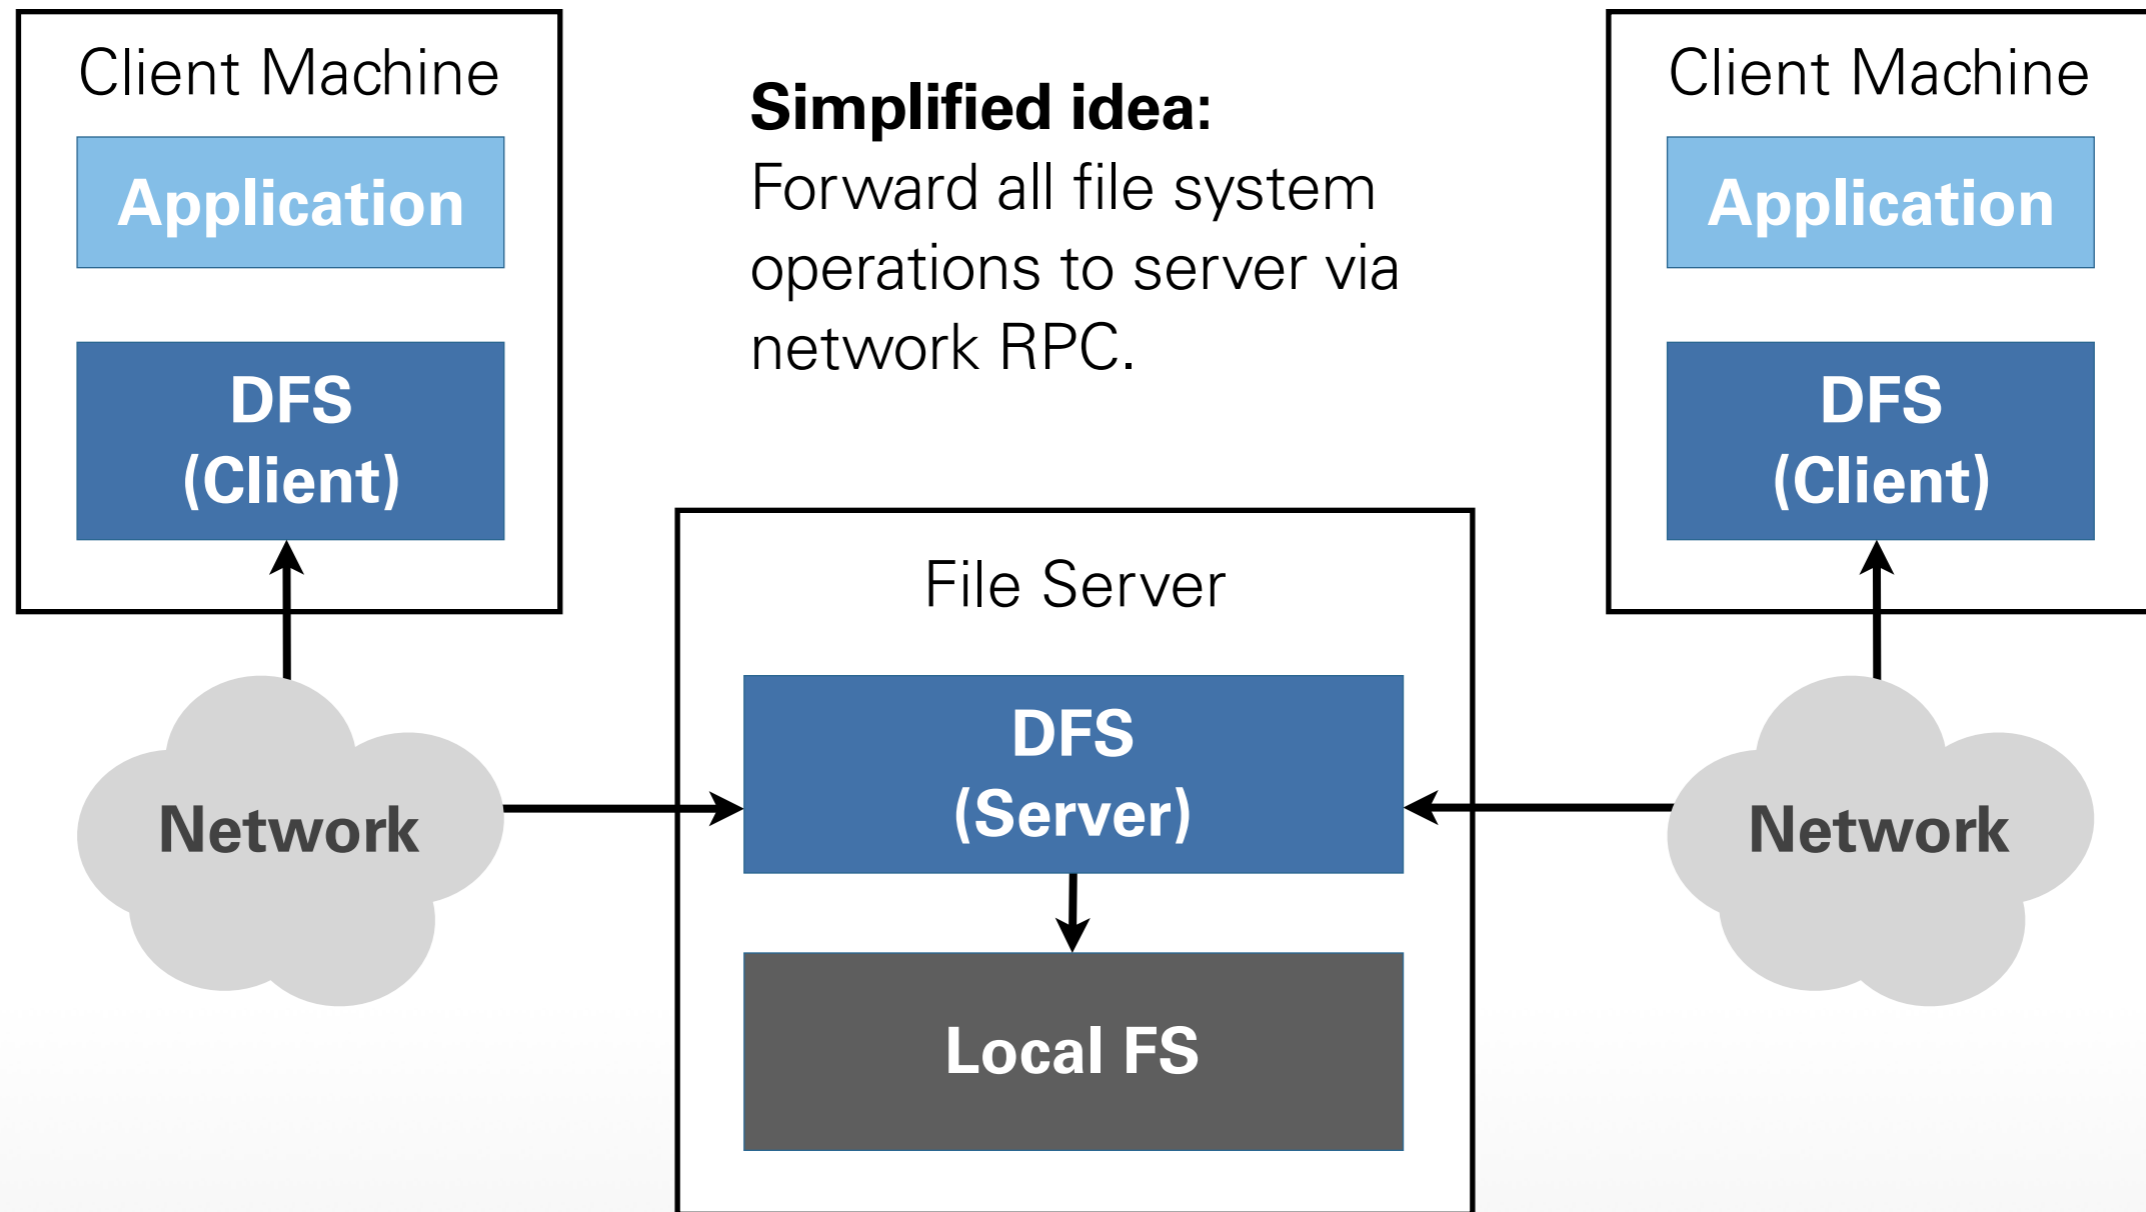 Client Machine
Application
DFS
(Client)
Network
Simplified idea:
Forward all file system
operations to server via
network RPC.
File Server
DFS
(Server)
Local FS
Client Machine
Application
DFS
(Client)
Network